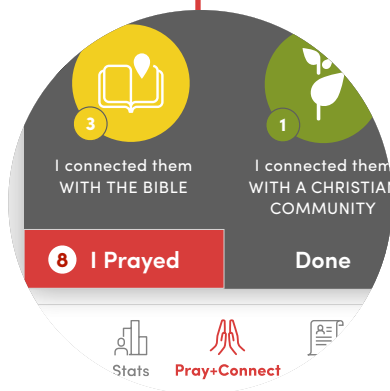 3
1
I connected them
WITH THE BIBLE
I connected them
WITH A CHRISTIAN
COMMUNITY
8 I Prayed
Done
Stats
Pray+Connect